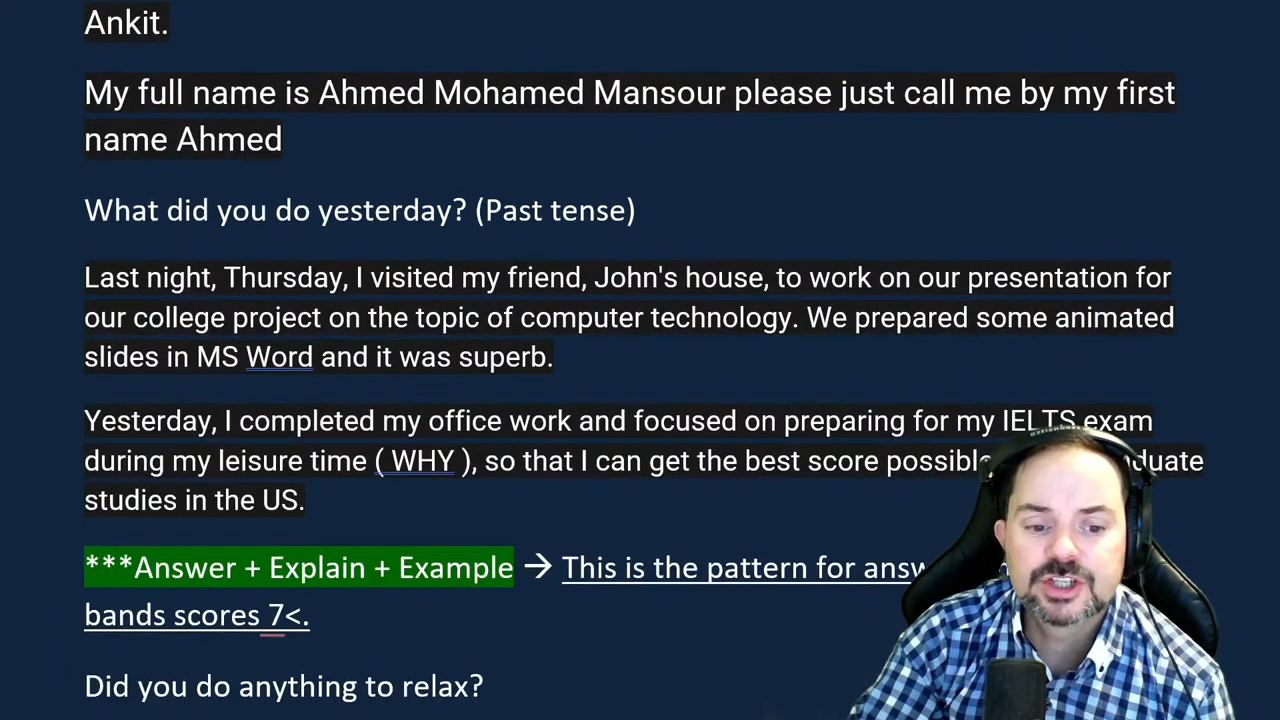 Ankit.
My full name is Ahmed Mohamed Mansour please just call me by my first
name Ahmed
What did you do yesterday? (Past tense)
Last night, Thursday, I visited my friend, John's house, to work on our presentation for
our college project on the topic of computer technology. We prepared some animated
slides in MS Word and it was superb.
Yesterday, I completed my office work and focused on preparing for my IELTS exam
during my leisure time ( WHY ), so that I can get the best score possible
studies in the US.
***Answer + Explain + Example → This is the pattern for
bands scores 7<.
Did you do anything to relax?